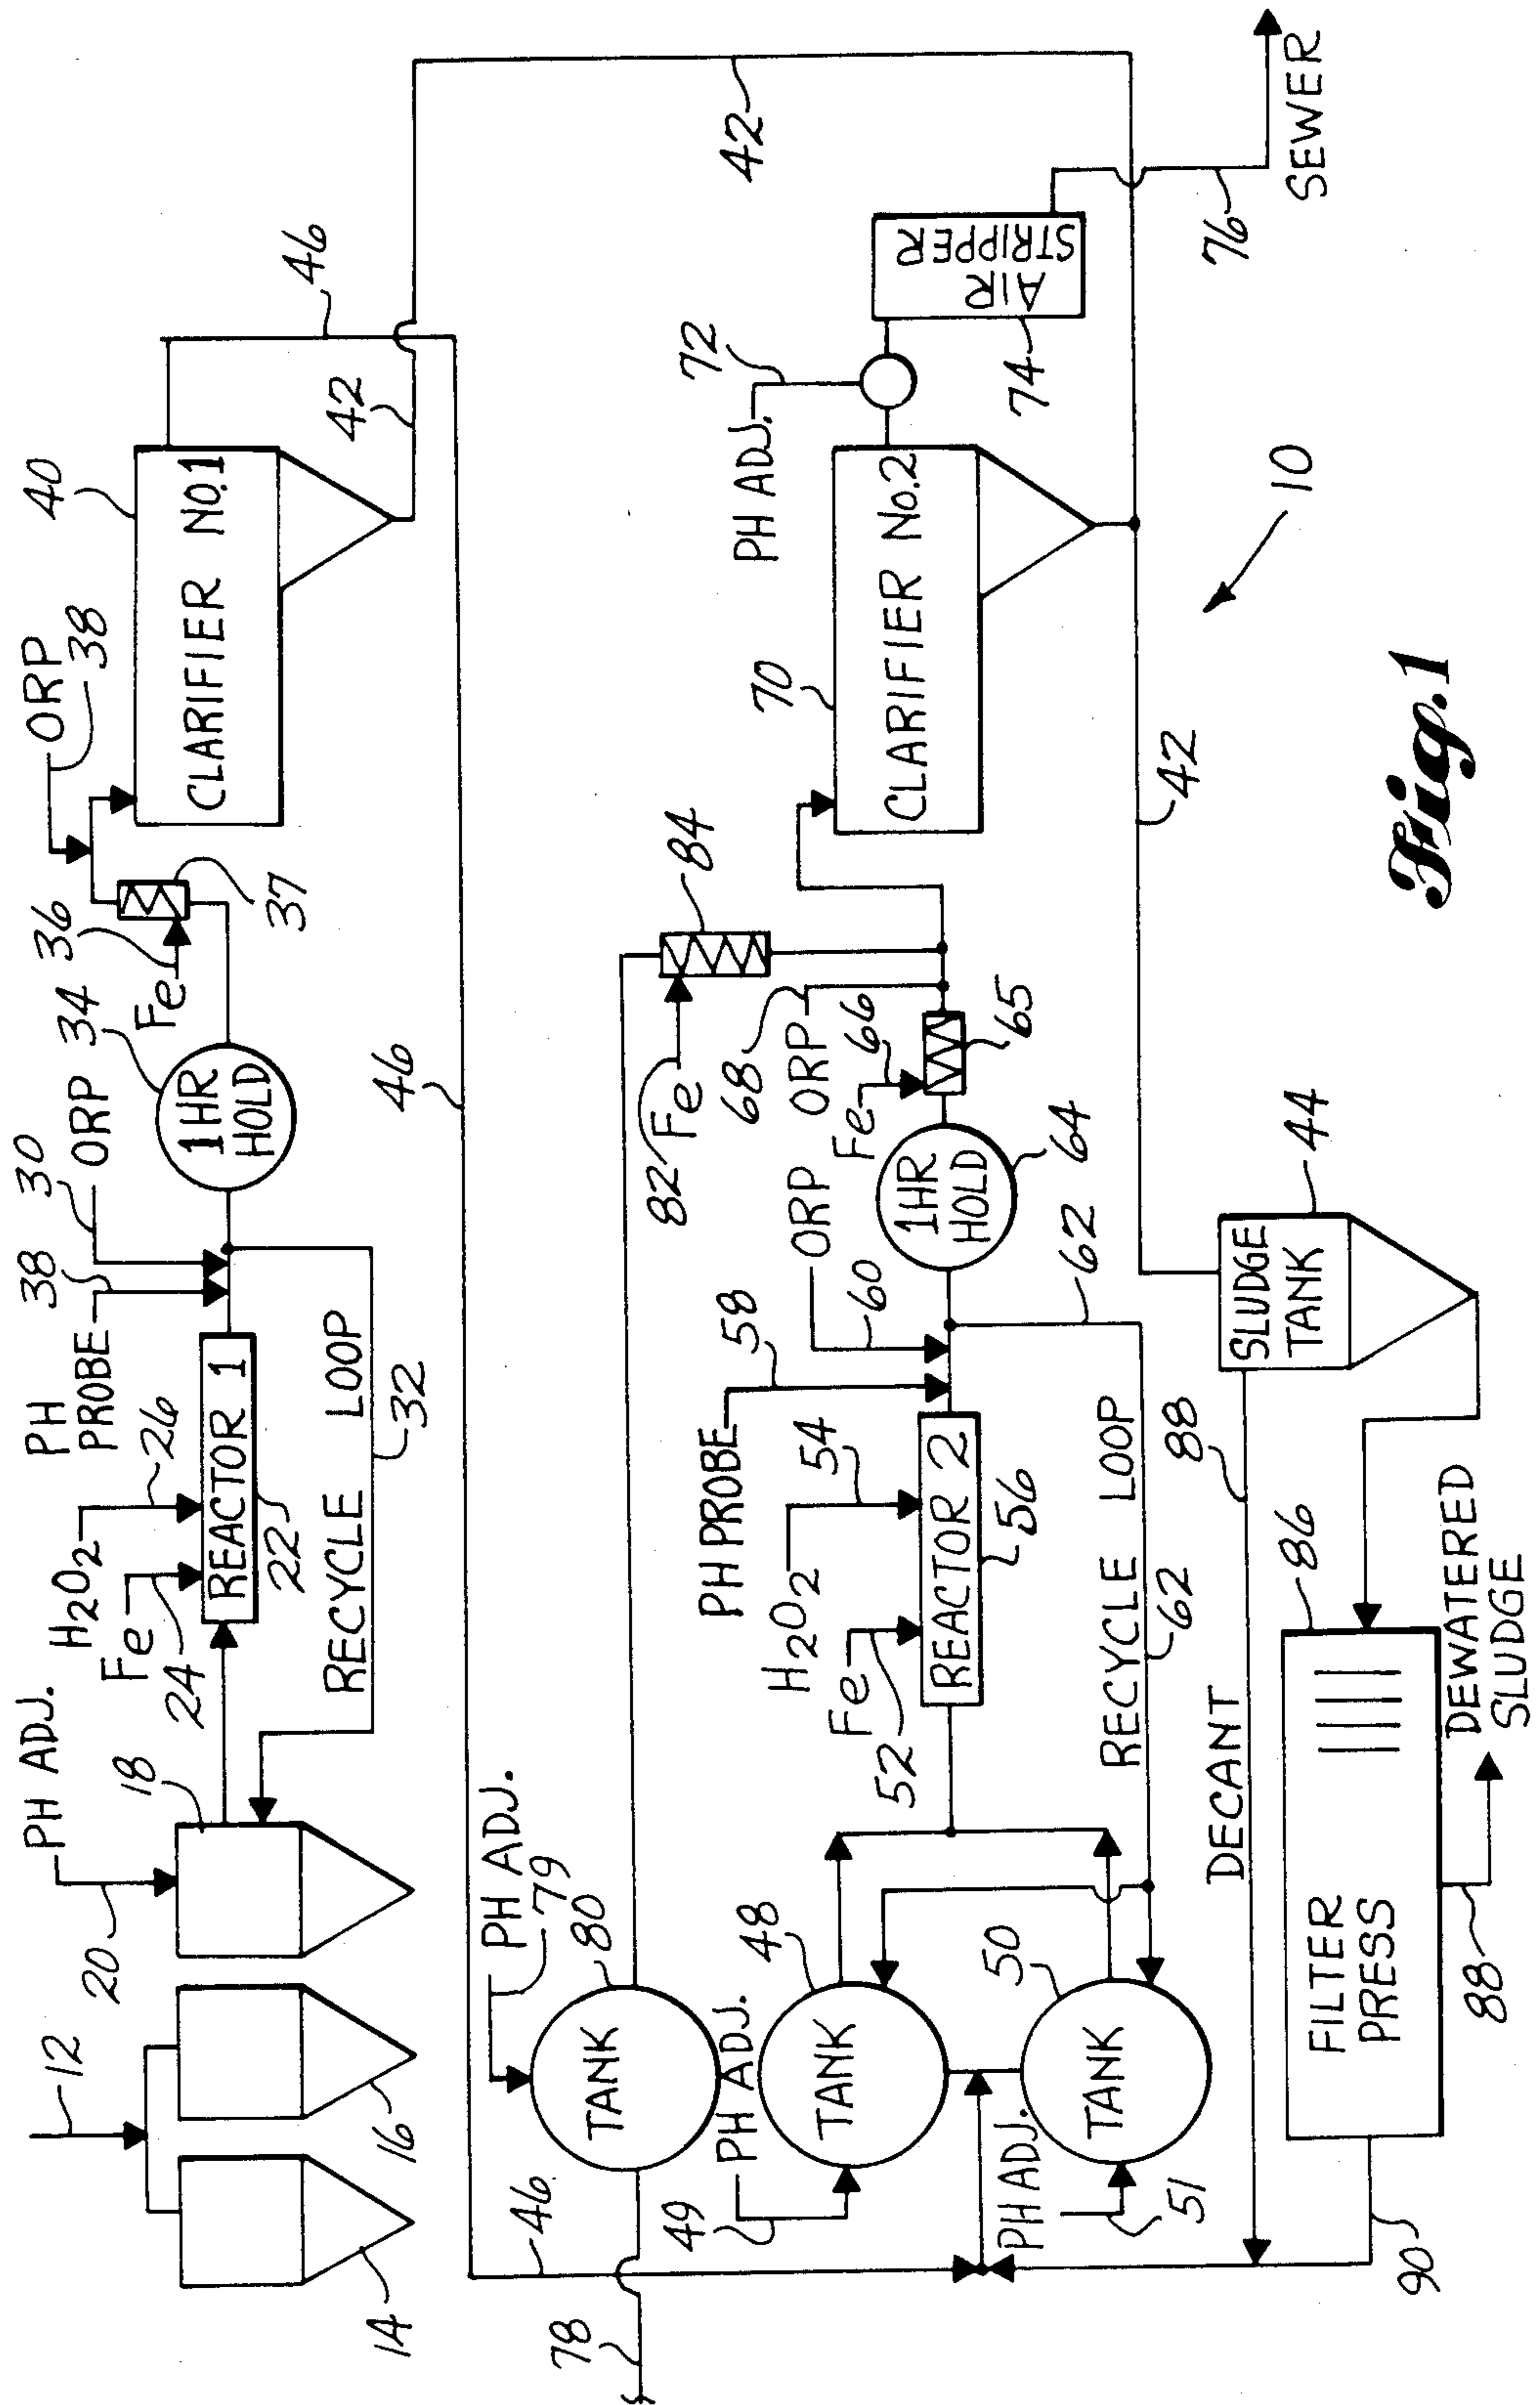 12
14
16
PH ADJ.
20
18
H2O2
26
Fe
24
REACTOR 1
22
RECYCLE LOOP
32
PH
PROBE
38
30
ORP
34
1 HR
HOLD
Fe
36
37
ORP
38
40
CLARIFIER No.1
42
46
42
46
46
78
PH ADJ.
79
80
TANK
PH ADJ.
49
48
TANK
PH ADJ.
51
50
TANK
H2O2
54
Fe
52
REACTOR 2
56
PH PROBE
58
ORP
60
RECYCLE LOOP
62
62
1HR
HOLD
64
Fe
66
65
ORP
68
82
Fe
84
70
CLARIFIER No.2
PH ADJ.
72
AIR
STRIPPER
74
76
SEWER
42
10
SLUDGE
TANK
44
DECANT
88
86
FILTER
PRESS
90
88
DEWATERED
SLUDGE
Fig.1